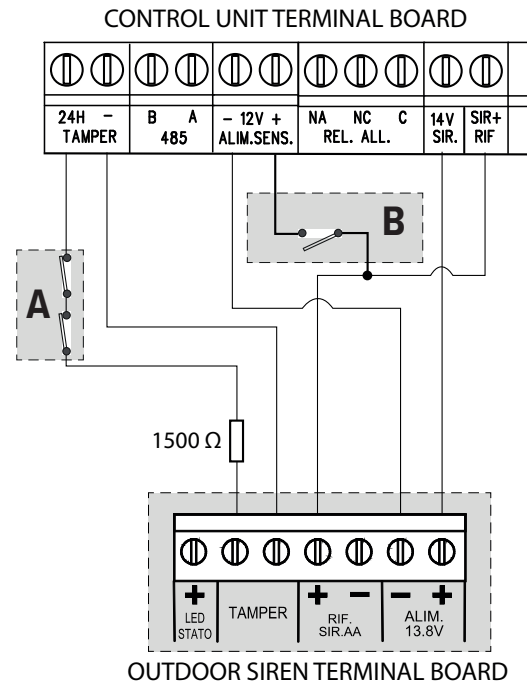 CONTROL UNIT TERMINAL BOARD
24H - B A - 12V + NA NC C 14V SIR+
TAMPER 485 ALIM.SENS. REL. ALL. SIR. RIF
B
A
1500 Ω
+ + - - +
LED STATO TAMPER RIF. SIR.AA ALIM. 13.8V
OUTDOOR SIREN TERMINAL BOARD